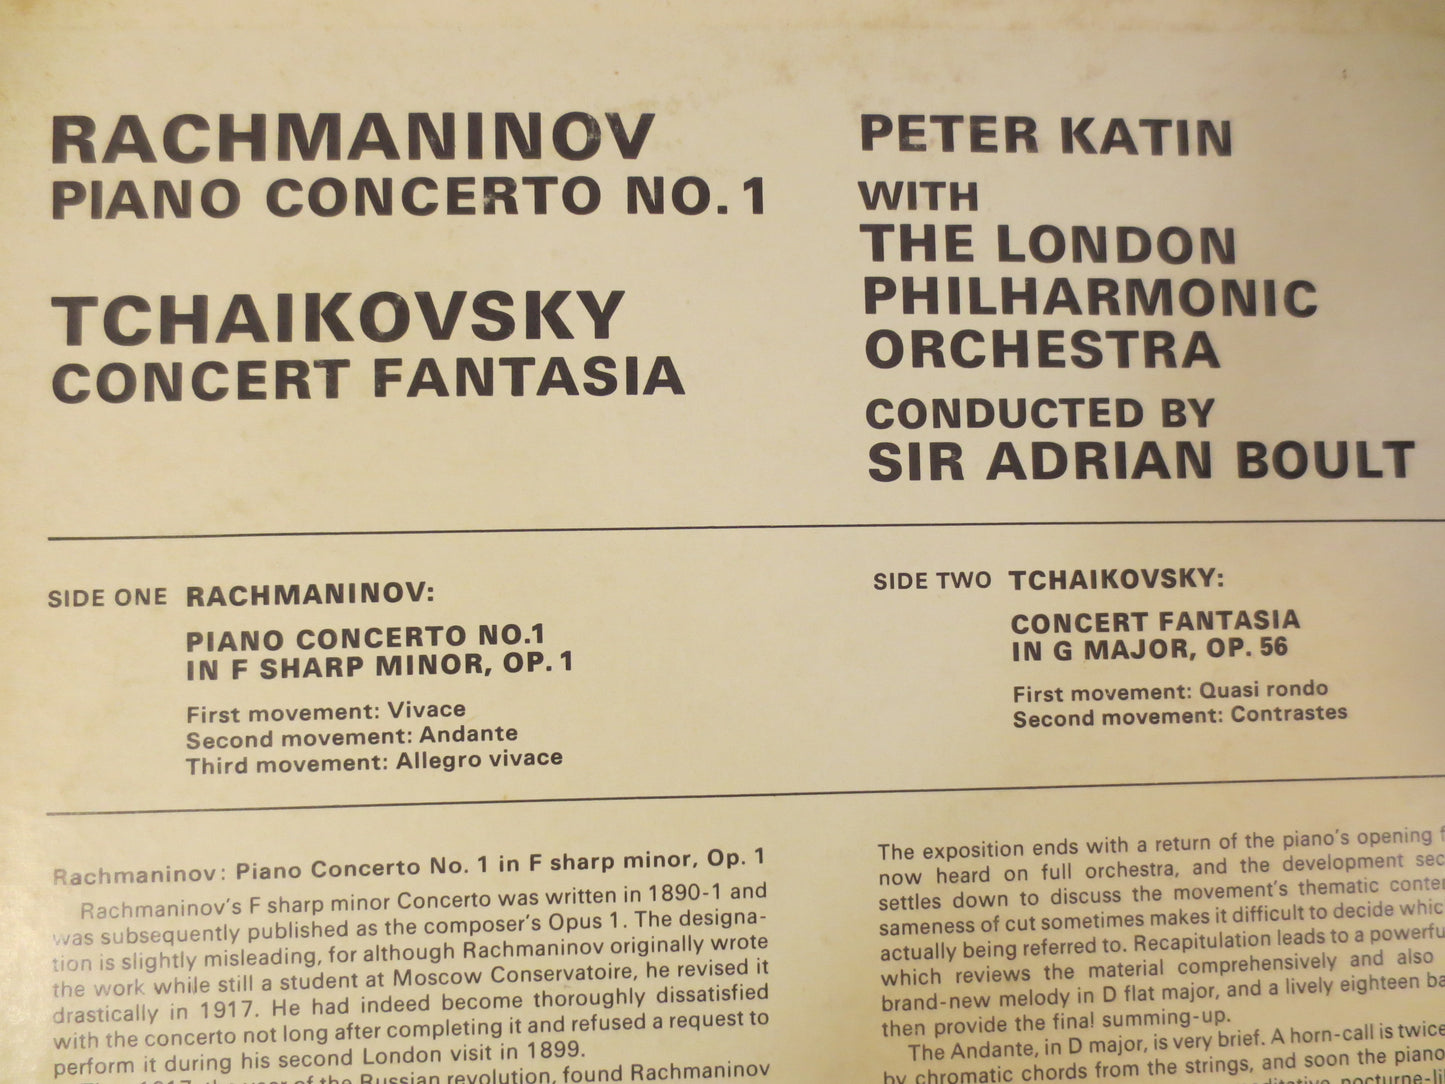 RACHMANINOV
PIANO CONCERTO NO. 1
TCHAIKOVSKY
CONCERT FANTASIA
PETER KATIN
WITH
THE LONDON
PHILHARMONIC
ORCHESTRA
CONDUCTED BY
SIR ADRIAN BOULT
SIDE ONE RACHMANINOV:
PIANO CONCERTO NO.1
IN F SHARP MINOR, OP. 1
First movement: Vivace
Second movement: Andante
Third movement: Allegro vivace
SIDE TWO TCHAIKOVSKY:
CONCERT FANTASIA
IN G MAJOR, OP. 56
First movement: Quasi rondo
Second movement: Contrastes
Rachmaninov: Piano Concerto No. 1 in F sharp minor, Op. 1
Rachmaninov's F sharp minor Concerto was written in 1890-1 and
was subsequently published as the composer's Opus 1. The designa-
tion is slightly misleading, for although Rachmaninov originally wrote
the work while still a student at Moscow Conservatoire, he revised it
drastically in 1917. He had indeed become thoroughly dissatisfied
with the concerto not long after completing it and refused a request to
perform it during his second London visit in 1899.
1917, the year of the Russian revolution, found Rachmaninov
The exposition ends with a return of the piano's opening
now heard on full orchestra, and the development
settles down to discuss the movement's thematic
sameness of cut sometimes makes it difficult to decide
actually being referred to. Recapitulation leads to a
which reviews the material comprehensively and also
brand-new melody in D flat major, and a lively eighteen
then provide the final summing-up.
The Andante, in D major, is very brief. A horn-call is
by chromatic chords from the strings, and soon the